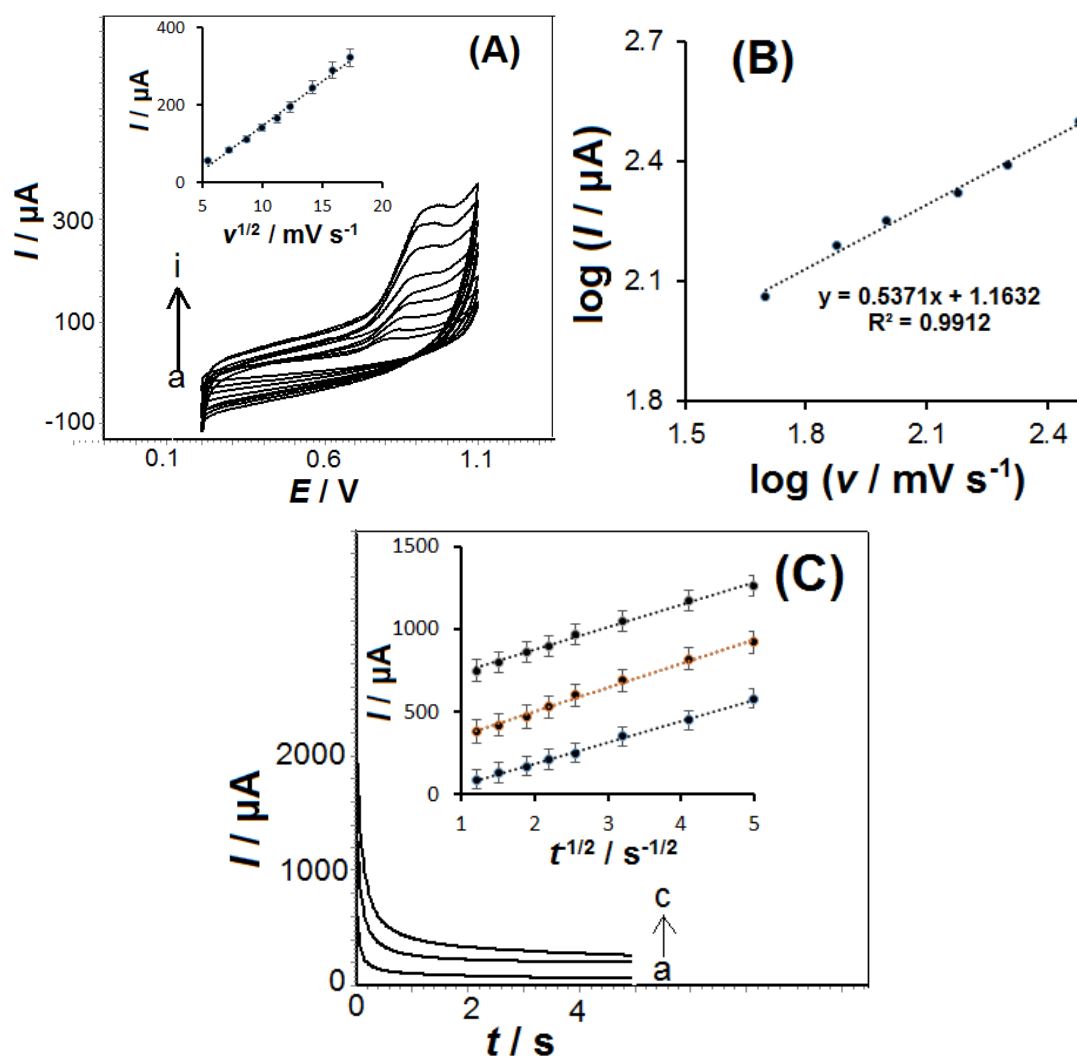 (A)
I / µA
400
200
0
5
10
15
20
v1/2 / mV s-1
I / µA
300
100
-100
i
a
0.1
0.6
1.1
E / V
(B)
log (I / µA)
2.7
2.4
2.1
1.8
y = 0.5371x + 1.1632
R² = 0.9912
1.5
1.8
2.1
2.4
log (v / mV s-1)
(C)
I / µA
1500
1000
500
0
1
2
3
4
5
t-1/2 / s-1/2
I / µA
2000
1000
0
c
a
0
2
4
t / s